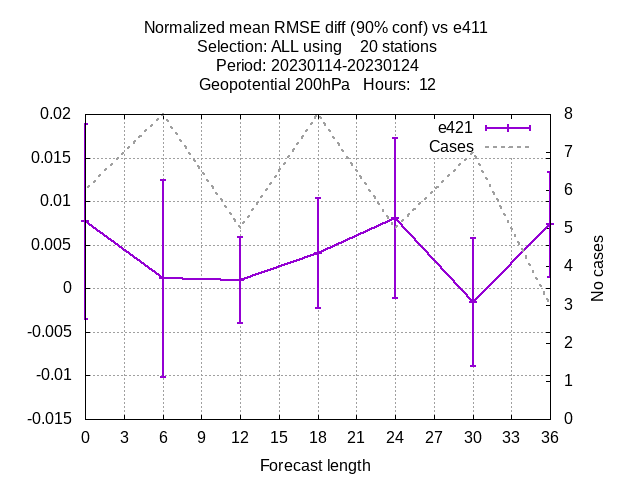 Normalized mean RMSE diff (90% conf) vs e411
Selection: ALL using    20 stations
Period: 20230114-20230124
Geopotential 200hPa   Hours:  12
0.02
0.015
0.01
0.005
0
-0.005
-0.01
-0.015
8
7
6
5
4
3
2
1
0
e421
Cases
No cases
0 3 6 9 12 15 18 21 24 27 30 33 36
Forecast length